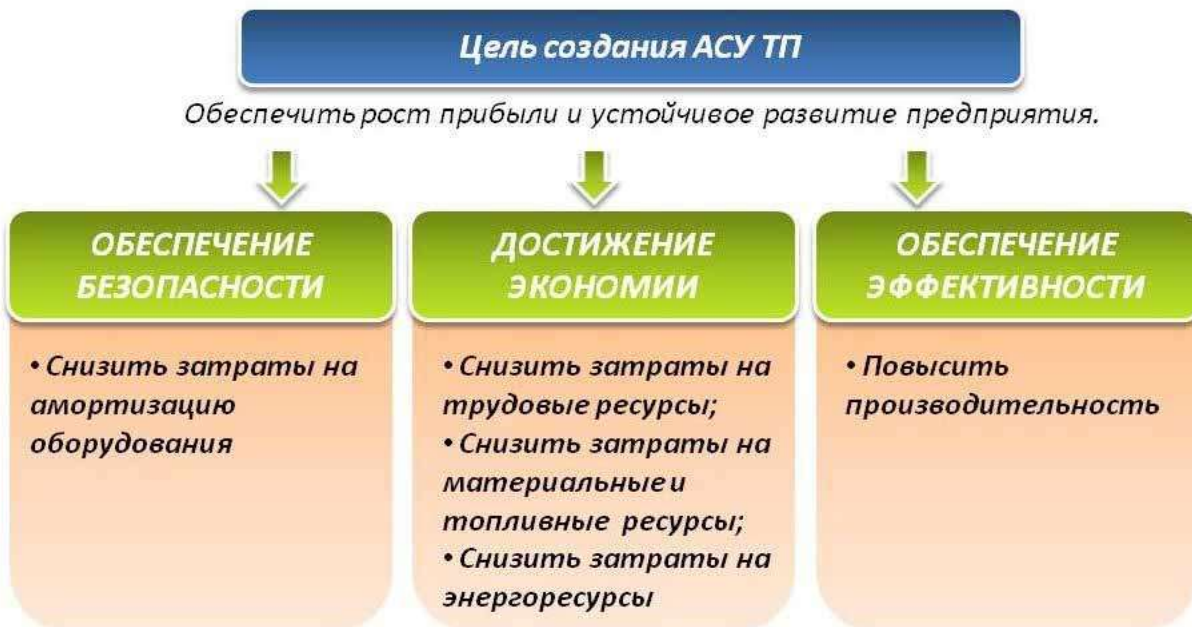 Цель создания АСУ ТП
Обеспечить рост прибыли и устойчивое развитие предприятия.
ОБЕСПЕЧЕНИЕ
БЕЗОПАСНОСТИ
• Снизить затраты на
амортизацию
оборудования
ДОСТИЖЕНИЕ
ЭКОНОМИИ
• Снизить затраты на
трудовые ресурсы;
• Снизить затраты на
материальные и
топливные ресурсы;
• Снизить затраты на
энергоресурсы
ОБЕСПЕЧЕНИЕ
ЭФФЕКТИВНОСТИ
• Повысить
производительность